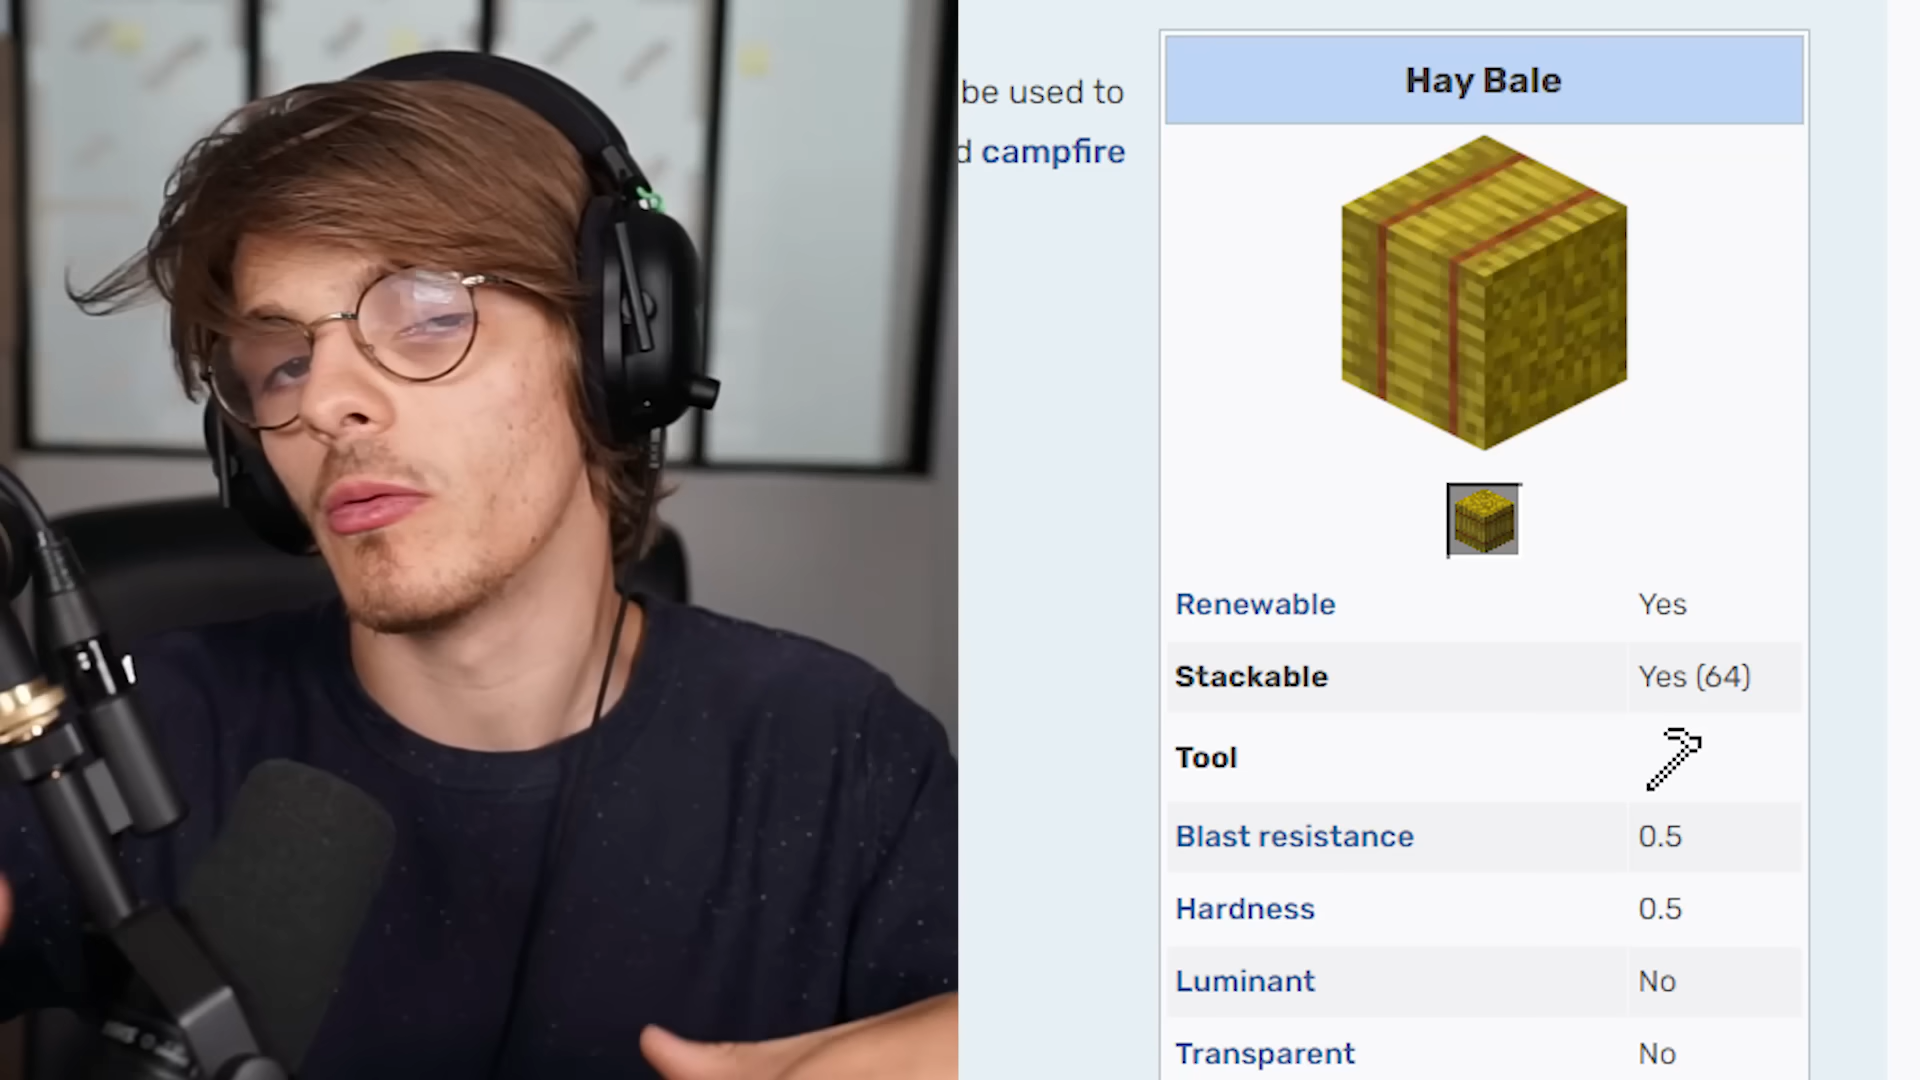 be used to
d campfire
Hay Bale
Renewable Yes
Stackable Yes (64)
Tool
Blast resistance 0.5
Hardness 0.5
Luminant No
Transparent No